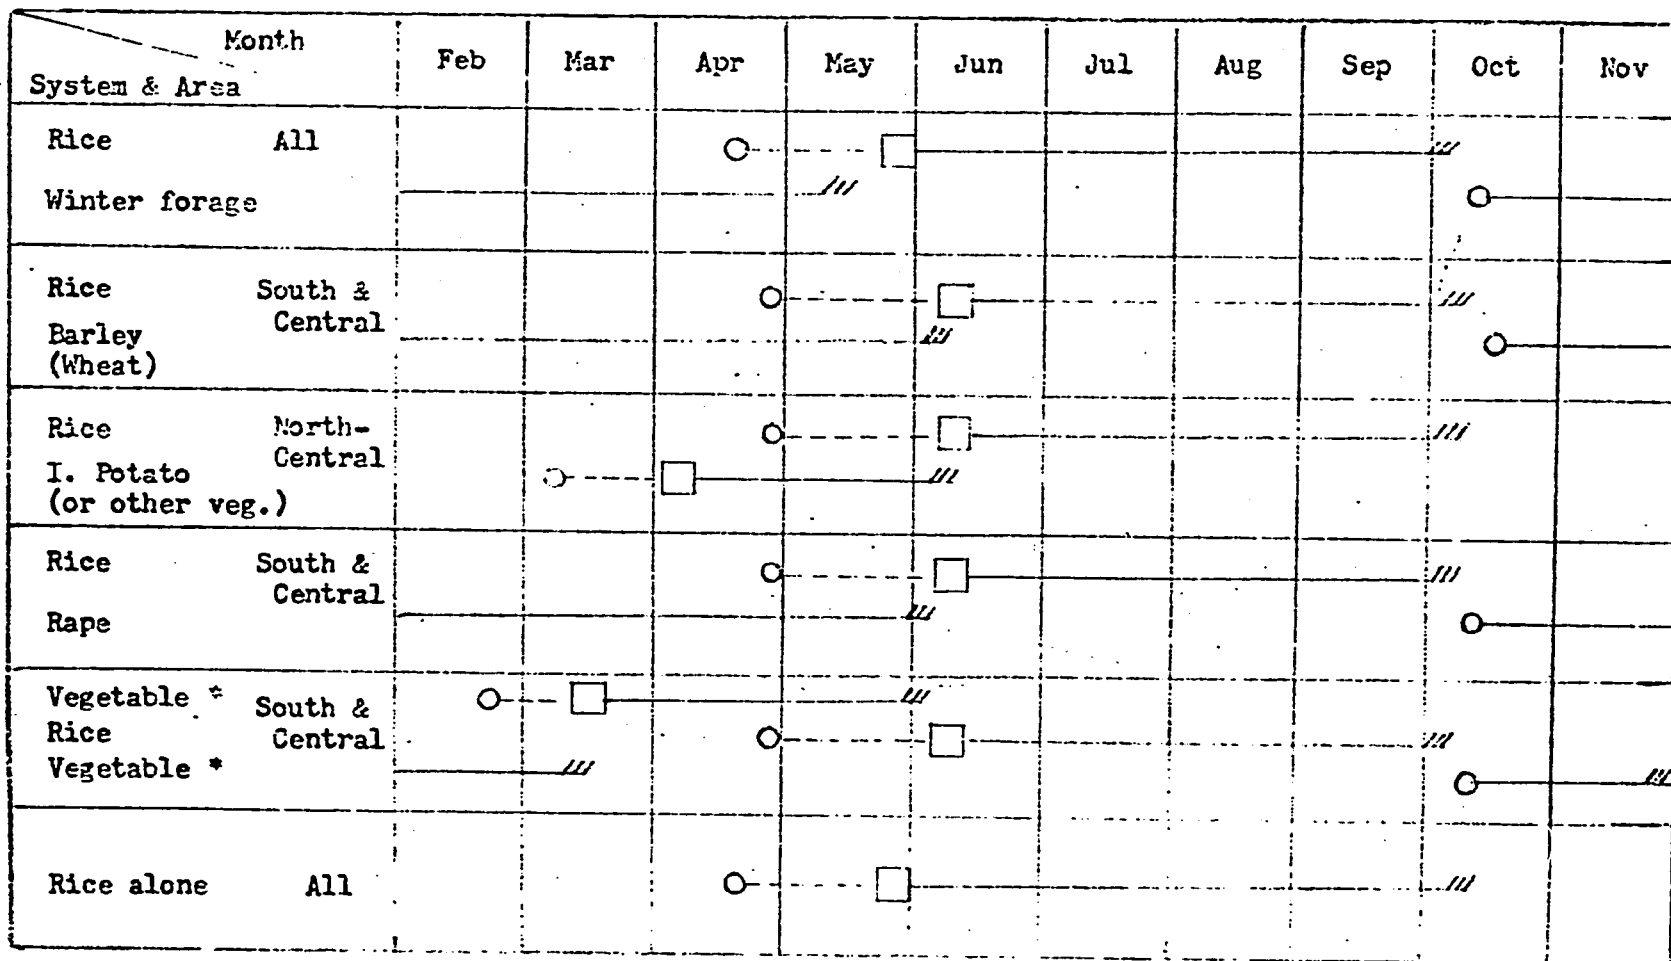 Month
System & Area
Feb Mar Apr May Jun Jul Aug Sep Oct Nov
Rice All
Winter forage
Rice South &
Central
Barley
(Wheat)
Rice North-
Central
I. Potato
(or other veg.)
Rice South &
Central
Rape
Vegetable * South &
Rice Central
Vegetable *
Rice alone All